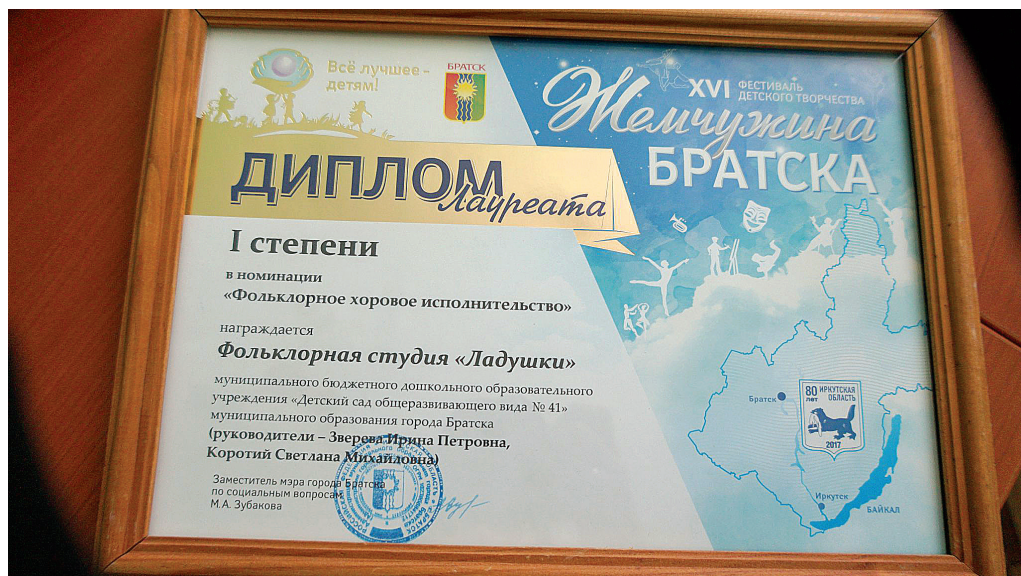 Всё лучшее -
детям!
БРАТСК
XVI ФЕСТИВАЛЬ
ДЕТСКОГО ТВОРЧЕСТВА
Жемчужина
БРАТСКА
ДИПЛОМ
Лауреата
I степени
в номинации
«Фольклорное хоровое исполнительство»
награждается
Фольклорная студия «Ладушки»
муниципального бюджетного дошкольного образовательного
учреждения «Детский сад общеразвивающего вида № 41»
муниципального образования города Братска
(руководители – Зверева Ирина Петровна,
Коротий Светлана Михайловна)
Заместитель мэра города Братска
по социальным вопросам
М.А. Зубакова
Братск
80 лет
ИРКУТСКАЯ
ОБЛАСТЬ
2017
Иркутск
БАЙКАЛ